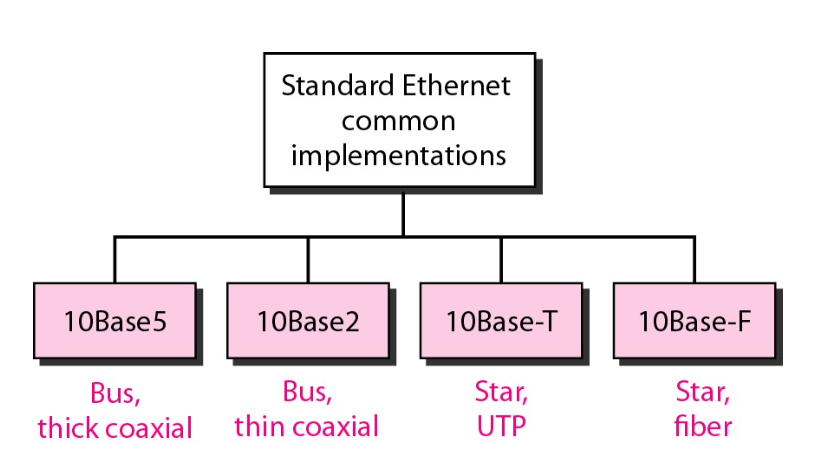 Standard Ethernet
common
implementations
10Base5
10Base2
10Base-T
10Base-F
Bus,
thick coaxial
Bus,
thin coaxial
Star,
UTP
Star,
fiber